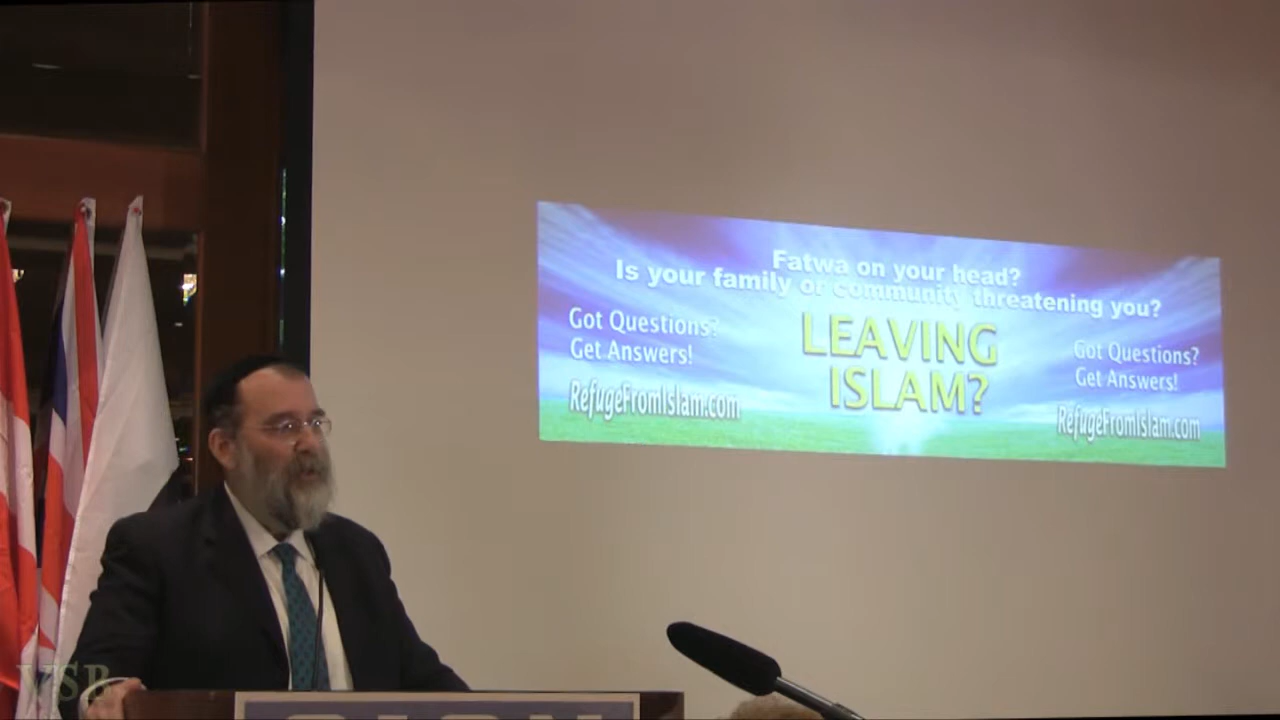 Fatwa on your head?
Is your family or community threatening you?
Got Questions?
Get Answers!
RefugeFromIslam.com
LEAVING
ISLAM?
Got Questions?
Get Answers!
RefugeFromIslam.com
VSB